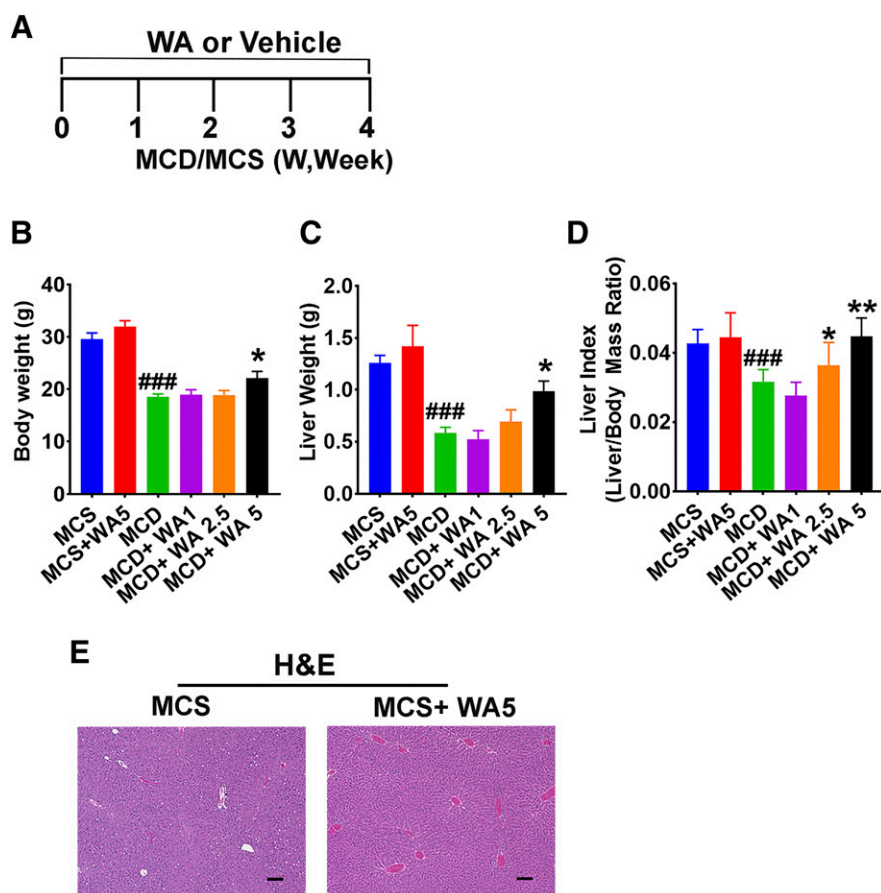 A
WA or Vehicle
0 1 2 3 4
MCD/MCS (W,Week)
B
Body weight (g)
40
30
20
10
0
###
*
MCS
MCS+WA5
MCD
MCD+ WA1
MCD+ WA 2.5
MCD+ WA 5
C
Liver Weight (g)
2.0
1.5
1.0
0.5
0.0
###
*
MCS
MCS+WA5
MCD
MCD+ WA1
MCD+ WA 2.5
MCD+ WA 5
D
Liver Index
(Liver/Body Mass Ratio)
0.06
0.04
0.02
0.00
###
*
**
MCS
MCS+WA5
MCD
MCD+ WA1
MCD+ WA 2.5
MCD+ WA 5
E
H&E
MCS MCS+ WA5